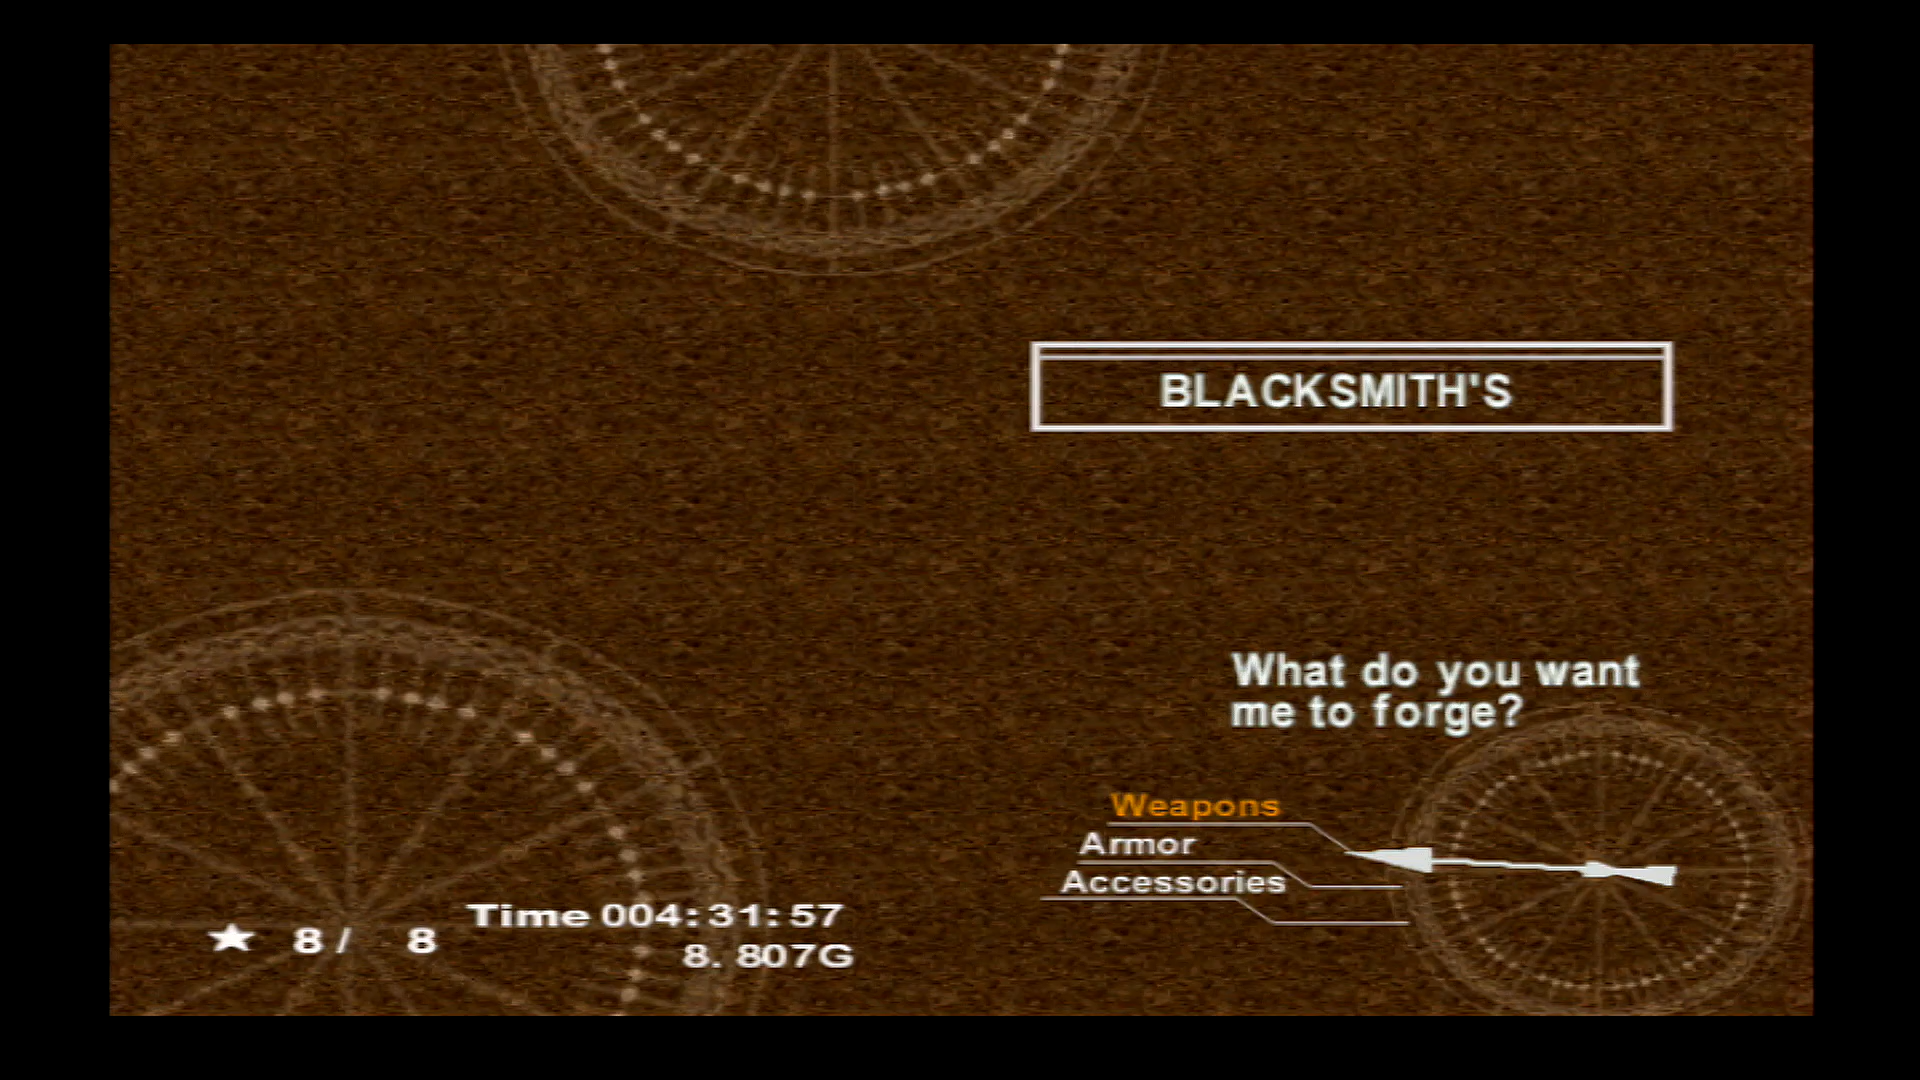 BLACKSMITH'S
What do you want
me to forge?
Weapons
Armor
Accessories
Time 004:31:57
★ 8/ 8
8. 807G